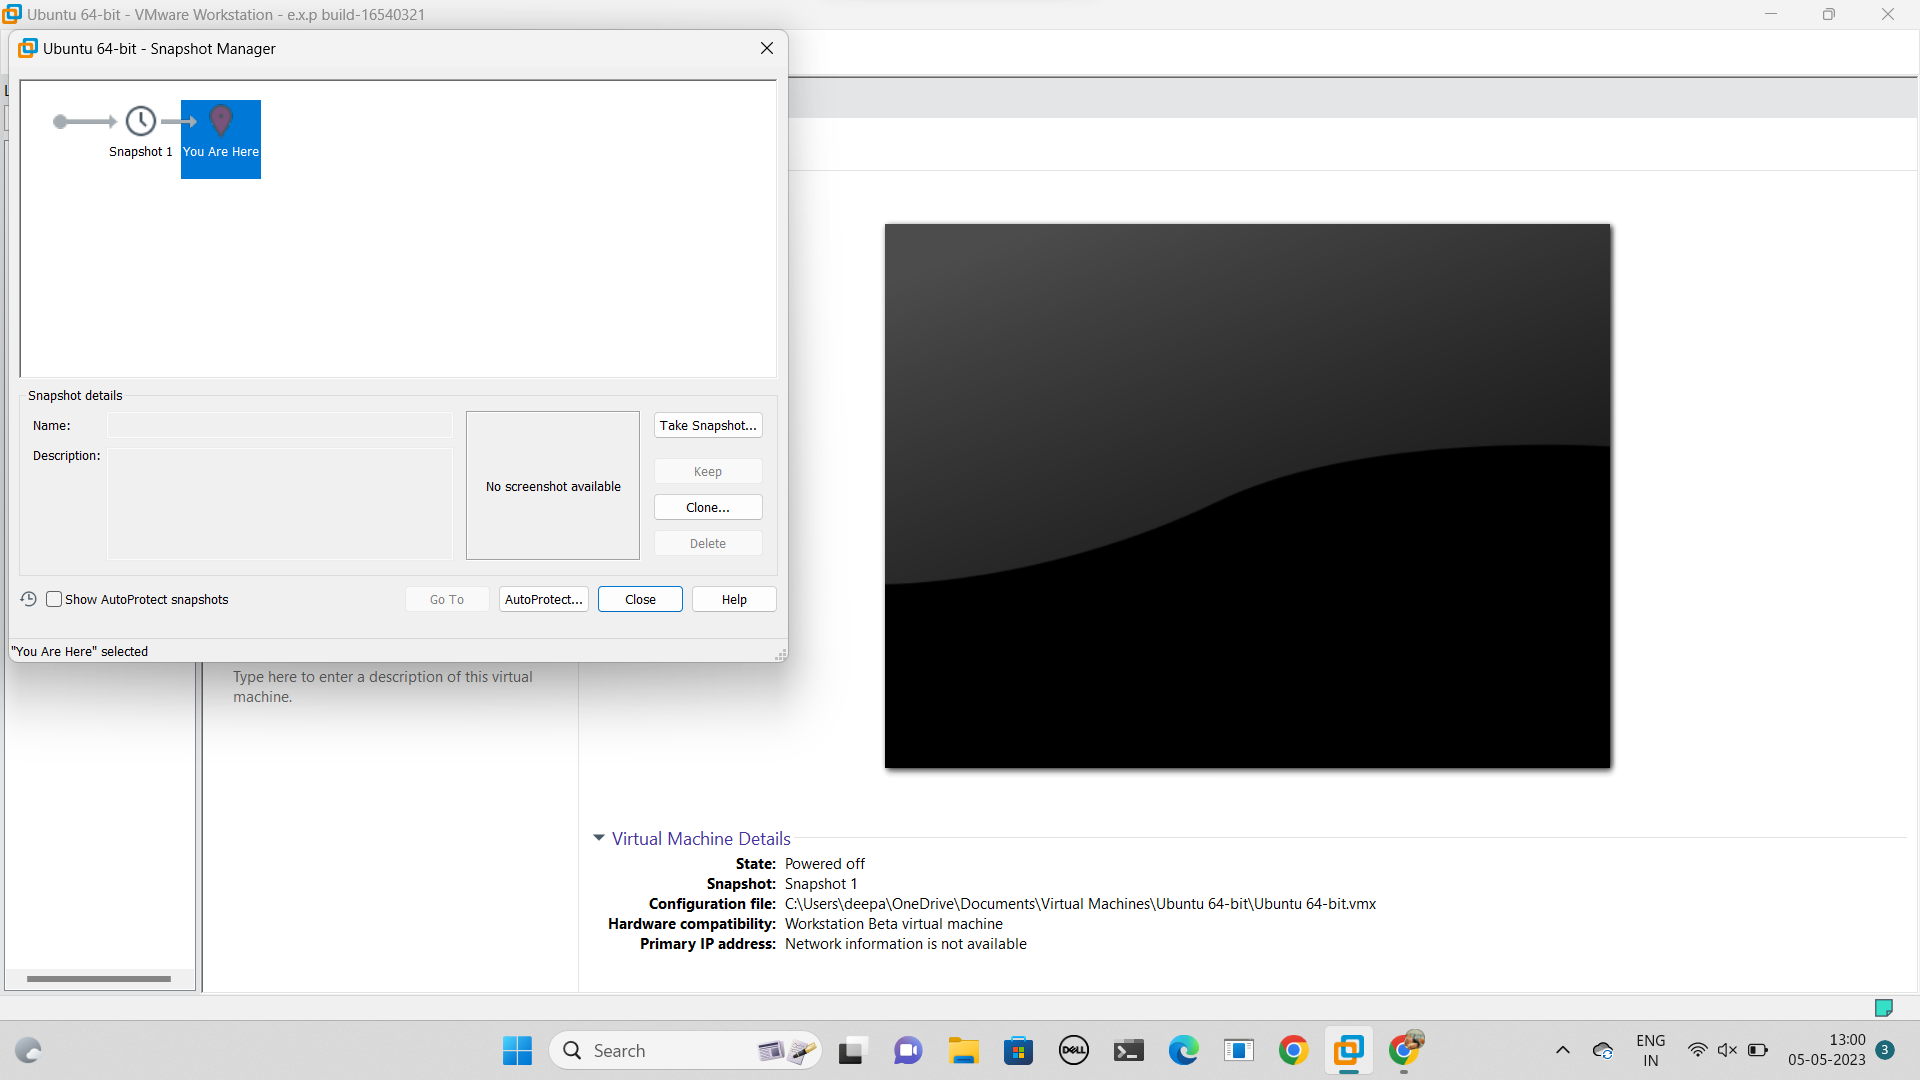 Ubuntu 64-bit - VMware Workstation - e.x.p build-16540321
Ubuntu 64-bit - Snapshot Manager
Snapshot 1
You Are Here
Snapshot details
Name:
Description:
No screenshot available
Take Snapshot...
Keep
Clone...
Delete
Show AutoProtect snapshots
Go To
AutoProtect...
Close
Help
"You Are Here" selected
Type here to enter a description of this virtual
machine.
Virtual Machine Details
State: Powered off
Snapshot: Snapshot 1
Configuration file: C:\Users\deepa\OneDrive\Documents\Virtual Machines\Ubuntu 64-bit\Ubuntu 64-bit.vmx
Hardware compatibility: Workstation Beta virtual machine
Primary IP address: Network information is not available
Search
DELL
ENG
IN
13:00
05-05-2023
3